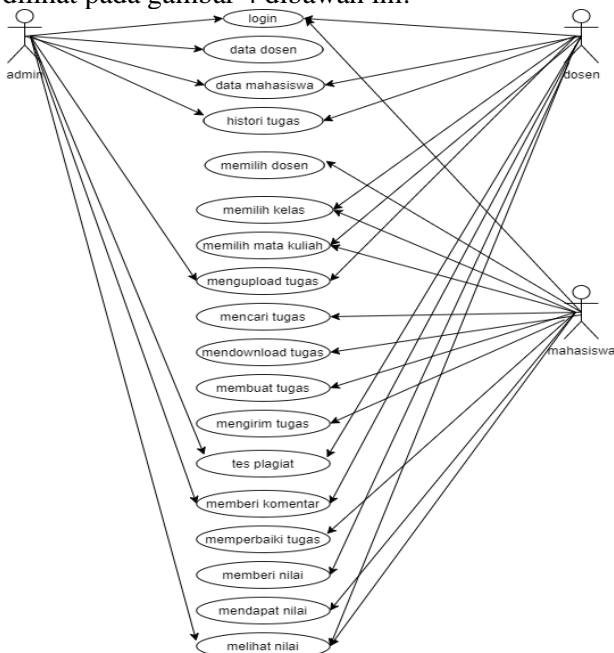 dilihat pada gambar 4 dibawah ini.
login
data dosen
admin
dosen
data mahasiswa
histori tugas
memilih dosen
memilih kelas
memilih mata kuliah
mengupload tugas
mencari tugas
mahasiswa
mendownload tugas
membuat tugas
mengirim tugas
tes plagiat
memberi komentar
memperbaiki tugas
memberi nilai
mendapat nilai
melihat nilai